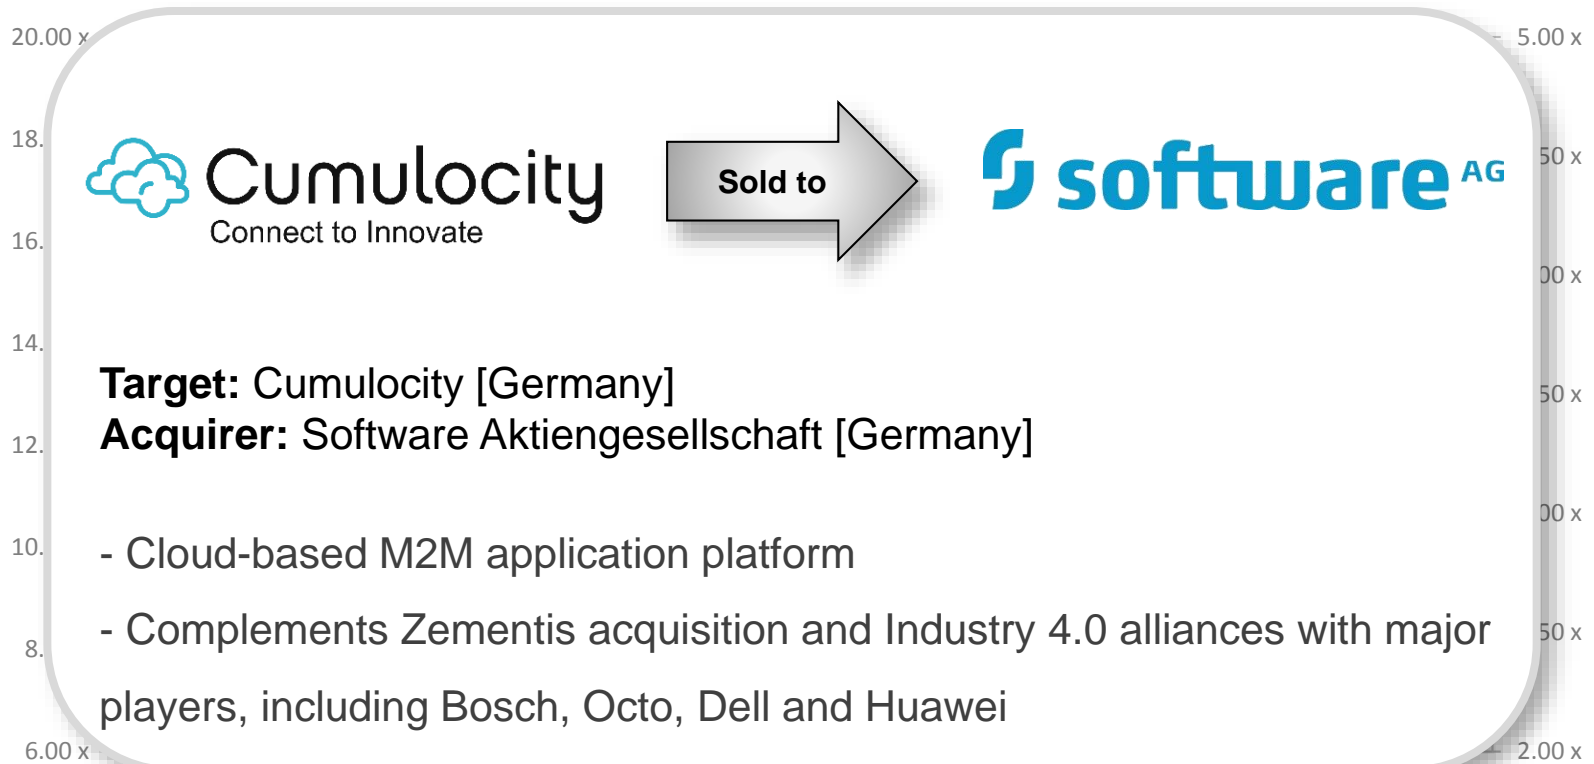 20.00 x
5.00 x
18.
50 x
Cumulocity
Connect to Innovate
Sold to
software AG
16.
00 x
14.
Target: Cumulocity [Germany]
50 x
Acquirer: Software Aktiengesellschaft [Germany]
12.
00 x
10.
- Cloud-based M2M application platform
- Complements Zementis acquisition and Industry 4.0 alliances with major
50 x
8.
players, including Bosch, Octo, Dell and Huawei
6.00 x
2.00 x